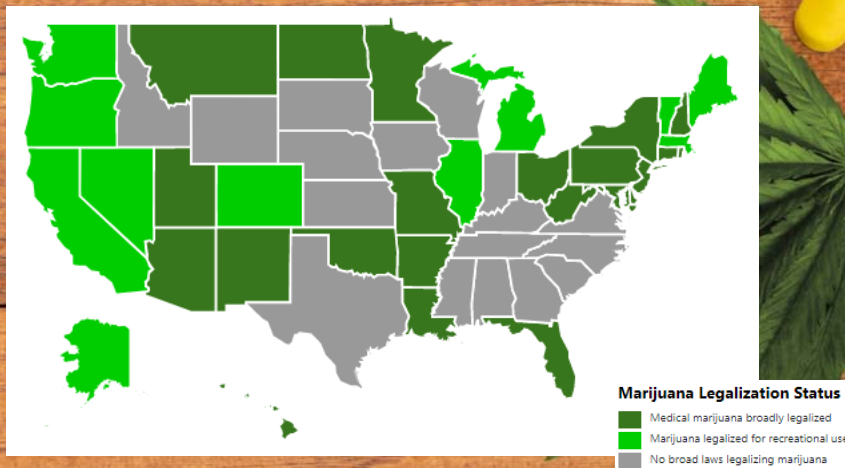 Marijuana Legalization Status
Medical marijuana broadly legalized
Marijuana legalized for recreational use
No broad laws legalizing marijuana